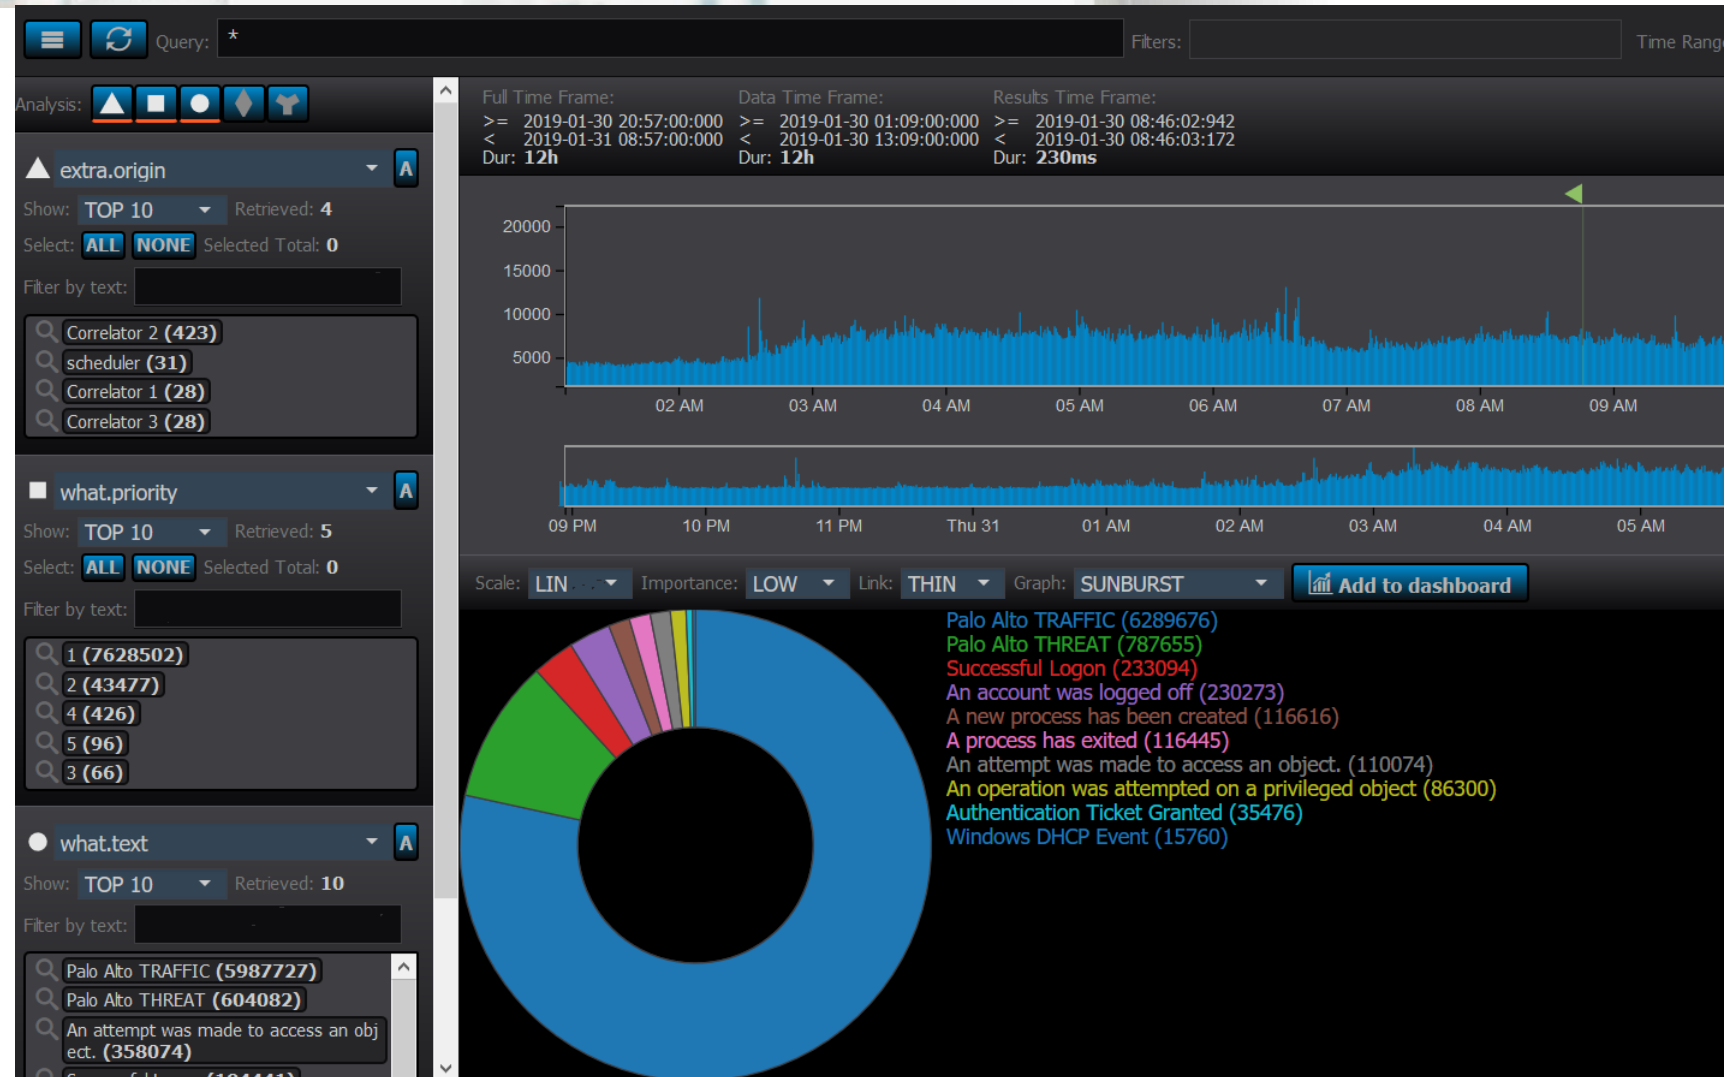 Query: *
Filters:
Time Range
Analysis:
Full Time Frame:
>= 2019-01-30 20:57:00:000
< 2019-01-31 08:57:00:000
Dur: 12h
Data Time Frame:
>= 2019-01-30 01:09:00:000
< 2019-01-30 13:09:00:000
Dur: 12h
Results Time Frame:
>= 2019-01-30 08:46:02:942
< 2019-01-30 08:46:03:172
Dur: 230ms
extra.origin A
Show: TOP 10 Retrieved: 4
Select: ALL NONE Selected Total: 0
Filter by text:
Correlator 2 (423)
scheduler (31)
Correlator 1 (28)
Correlator 3 (28)
what.priority A
Show: TOP 10 Retrieved: 5
Select: ALL NONE Selected Total: 0
Filter by text:
1 (7628502)
2 (43477)
4 (426)
5 (96)
3 (66)
what.text A
Show: TOP 10 Retrieved: 10
Filter by text:
Palo Alto TRAFFIC (5987727)
Palo Alto THREAT (604082)
An attempt was made to access an obj
ect. (358074)
20000
15000
10000
5000
02 AM 03 AM 04 AM 05 AM 06 AM 07 AM 08 AM 09 AM
09 PM 10 PM 11 PM Thu 31 01 AM 02 AM 03 AM 04 AM 05 AM
Scale: LIN Importance: LOW Link: THIN Graph: SUNBURST Add to dashboard
Palo Alto TRAFFIC (6289676)
Palo Alto THREAT (787655)
Successful Logon (233094)
An account was logged off (230273)
A new process has been created (116616)
A process has exited (116445)
An attempt was made to access an object. (110074)
An operation was attempted on a privileged object (86300)
Authentication Ticket Granted (35476)
Windows DHCP Event (15760)